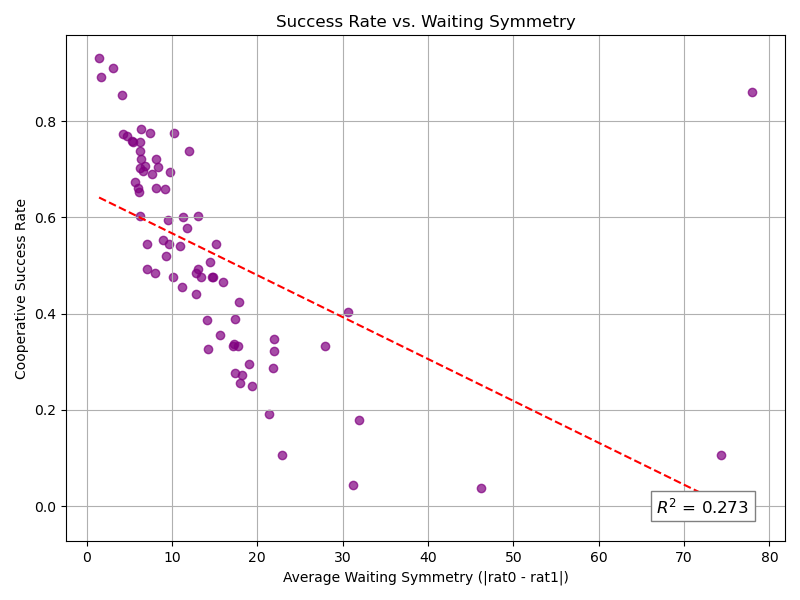 Success Rate vs. Waiting Symmetry
Cooperative Success Rate
0.8
0.6
0.4
0.2
0.0
R² = 0.273
0 10 20 30 40 50 60 70 80
Average Waiting Symmetry (|rat0 - rat1|)